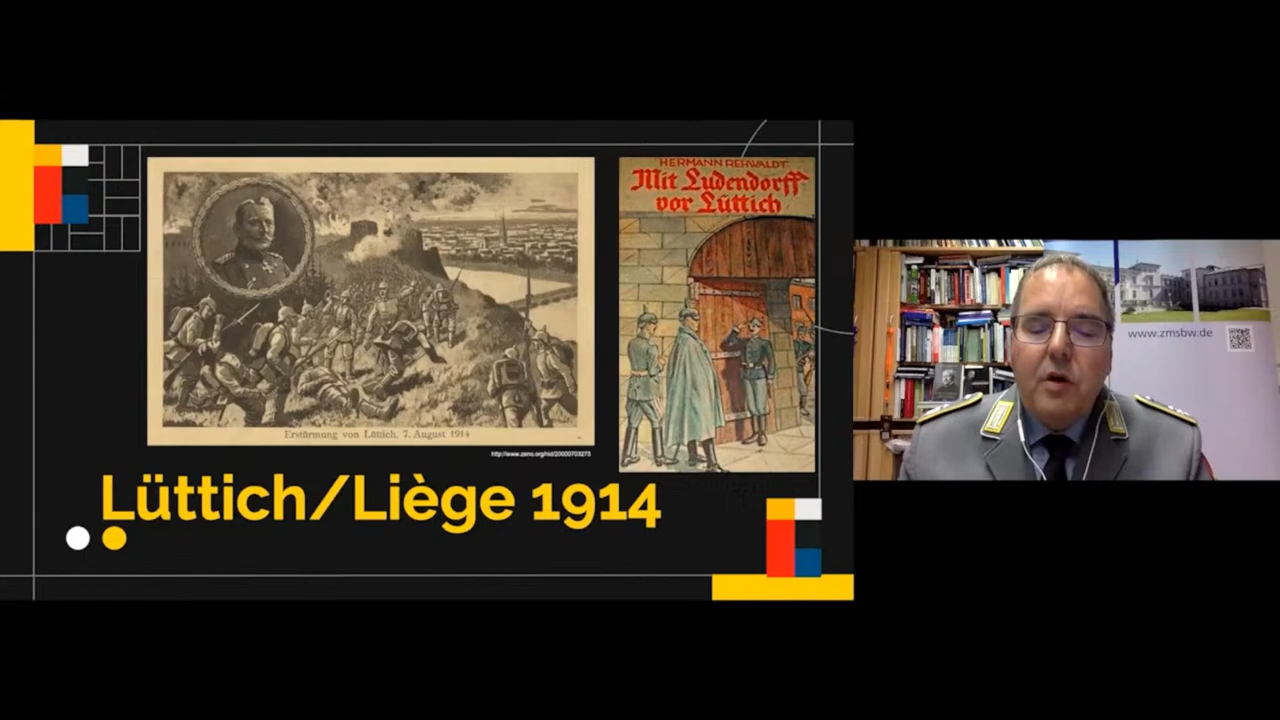 HERMANN REHWALDT
Mit Ludendorff
vor Lüttich
Erstürmung von Lüttich, 7. August 1914
http://www.zeno.org/nid/20000703273
Lüttich/Liège 1914
www.zmsbw.de